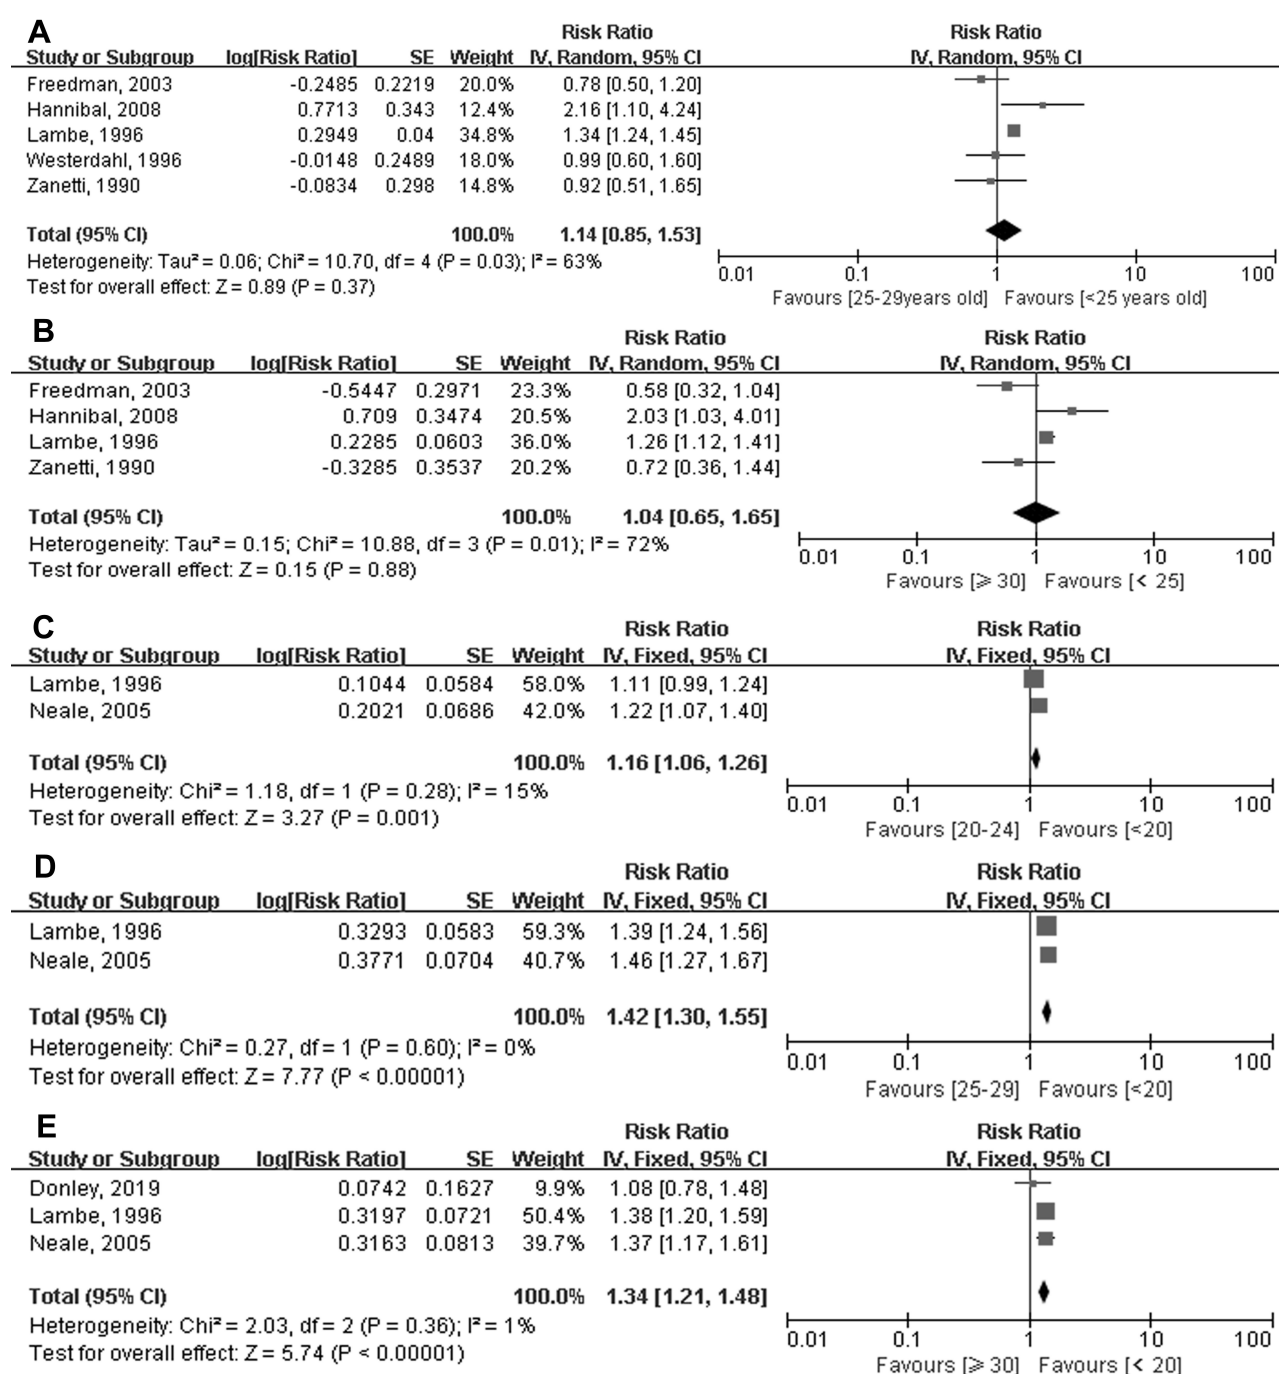 A
Risk Ratio Risk Ratio
Study or Subgroup log[Risk Ratio] SE Weight IV, Random, 95% CI IV, Random, 95% CI
Freedman, 2003 -0.2485 0.2219 20.0% 0.78 [0.50, 1.20]
Hannibal, 2008 0.7713 0.343 12.4% 2.16 [1.10, 4.24]
Lambe, 1996 0.2949 0.04 34.8% 1.34 [1.24, 1.45]
Westerdahl, 1996 -0.0148 0.2489 18.0% 0.99 [0.60, 1.60]
Zanetti, 1990 -0.0834 0.298 14.8% 0.92 [0.51, 1.65]
Total (95% CI) 100.0% 1.14 [0.85, 1.53]
Heterogeneity: Tau² = 0.06; Chi² = 10.70, df = 4 (P = 0.03); I² = 63%
Test for overall effect: Z = 0.89 (P = 0.37)
0.01 0.1 1 10 100
Favours [25-29years old] Favours [<25 years old]
B
Risk Ratio Risk Ratio
Study or Subgroup log[Risk Ratio] SE Weight IV, Random, 95% CI IV, Random, 95% CI
Freedman, 2003 -0.5447 0.2971 23.3% 0.58 [0.32, 1.04]
Hannibal, 2008 0.709 0.3474 20.5% 2.03 [1.03, 4.01]
Lambe, 1996 0.2285 0.0603 36.0% 1.26 [1.12, 1.41]
Zanetti, 1990 -0.3285 0.3537 20.2% 0.72 [0.36, 1.44]
Total (95% CI) 100.0% 1.04 [0.65, 1.65]
Heterogeneity: Tau² = 0.15; Chi² = 10.88, df = 3 (P = 0.01); I² = 72%
Test for overall effect: Z = 0.15 (P = 0.88)
0.01 0.1 1 10 100
Favours [⩾ 30] Favours [< 25]
C
Risk Ratio Risk Ratio
Study or Subgroup log[Risk Ratio] SE Weight IV, Fixed, 95% CI IV, Fixed, 95% CI
Lambe, 1996 0.1044 0.0584 58.0% 1.11 [0.99, 1.24]
Neale, 2005 0.2021 0.0686 42.0% 1.22 [1.07, 1.40]
Total (95% CI) 100.0% 1.16 [1.06, 1.26]
Heterogeneity: Chi² = 1.18, df = 1 (P = 0.28); I² = 15%
Test for overall effect: Z = 3.27 (P = 0.001)
0.01 0.1 1 10 100
Favours [20-24] Favours [<20]
D
Risk Ratio Risk Ratio
Study or Subgroup log[Risk Ratio] SE Weight IV, Fixed, 95% CI IV, Fixed, 95% CI
Lambe, 1996 0.3293 0.0583 59.3% 1.39 [1.24, 1.56]
Neale, 2005 0.3771 0.0704 40.7% 1.46 [1.27, 1.67]
Total (95% CI) 100.0% 1.42 [1.30, 1.55]
Heterogeneity: Chi² = 0.27, df = 1 (P = 0.60); I² = 0%
Test for overall effect: Z = 7.77 (P < 0.00001)
0.01 0.1 1 10 100
Favours [25-29] Favours [<20]
E
Risk Ratio Risk Ratio
Study or Subgroup log[Risk Ratio] SE Weight IV, Fixed, 95% CI IV, Fixed, 95% CI
Donley, 2019 0.0742 0.1627 9.9% 1.08 [0.78, 1.48]
Lambe, 1996 0.3197 0.0721 50.4% 1.38 [1.20, 1.59]
Neale, 2005 0.3163 0.0813 39.7% 1.37 [1.17, 1.61]
Total (95% CI) 100.0% 1.34 [1.21, 1.48]
Heterogeneity: Chi² = 2.03, df = 2 (P = 0.36); I² = 1%
Test for overall effect: Z = 5.74 (P < 0.00001)
0.01 0.1 1 10 100
Favours [⩾ 30] Favours [< 20]